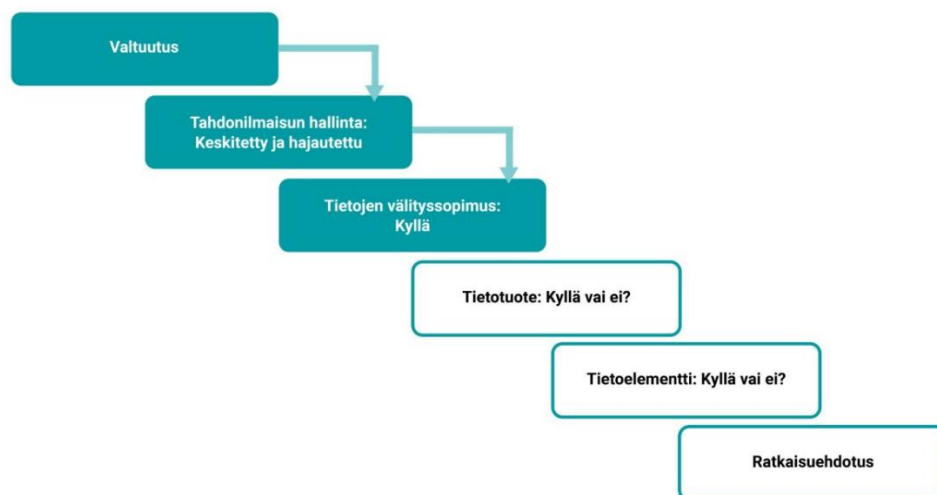 Valtuutus
Tahdonilmaisun hallinta:
Keskitetty ja hajautettu
Tietojen välityssopimus:
Kyllä
Tietotuote: Kyllä vai ei?
Tietoelementti: Kyllä vai ei?
Ratkaisuehdotus